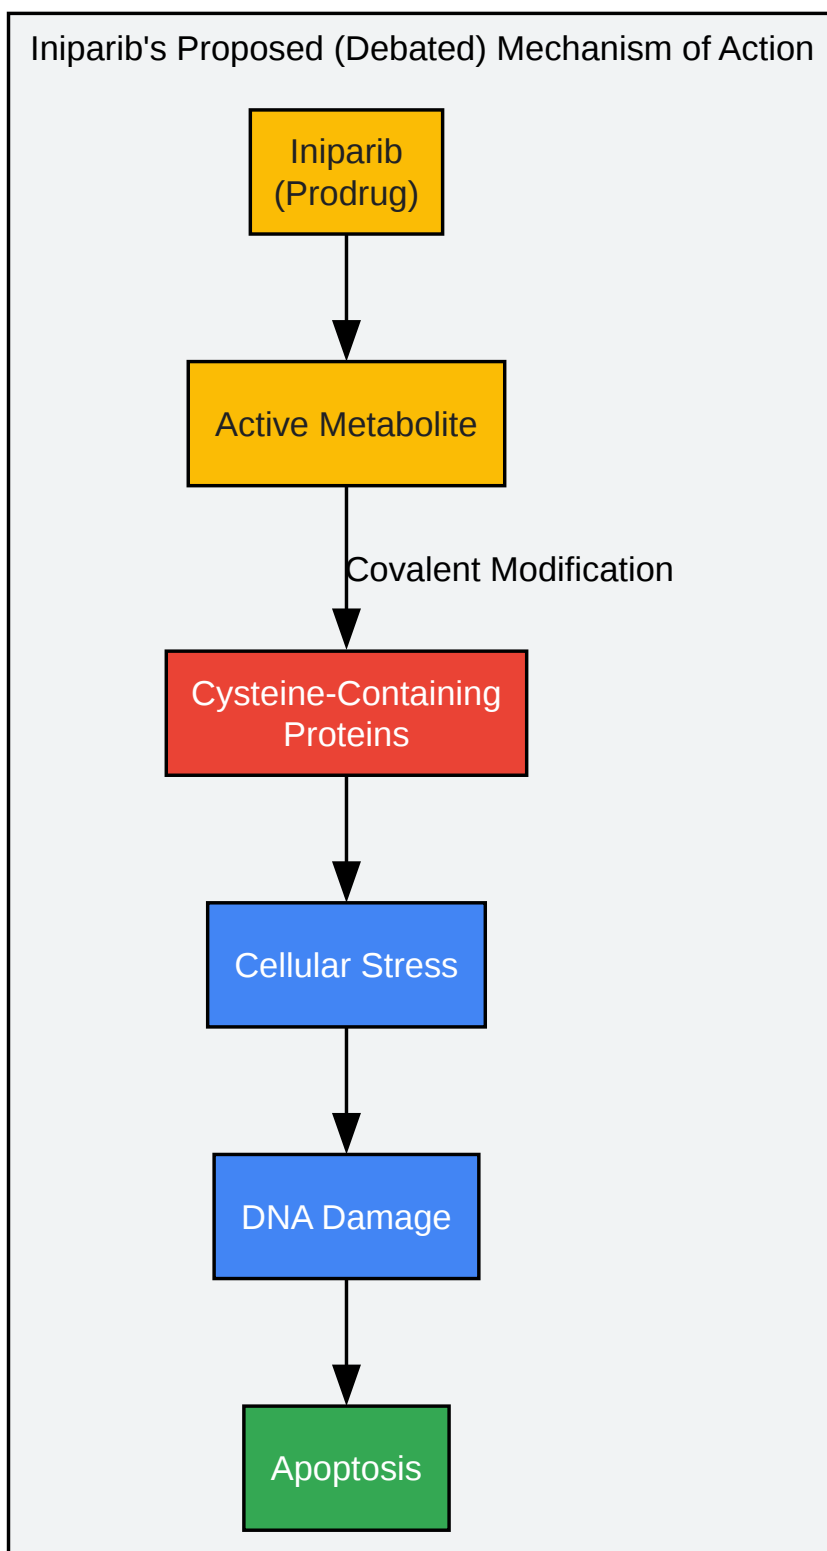 Iniparib's Proposed (Debated) Mechanism of Action
Iniparib
(Prodrug)
Active Metabolite
Covalent Modification
Cysteine-Containing
Proteins
Cellular Stress
DNA Damage
Apoptosis